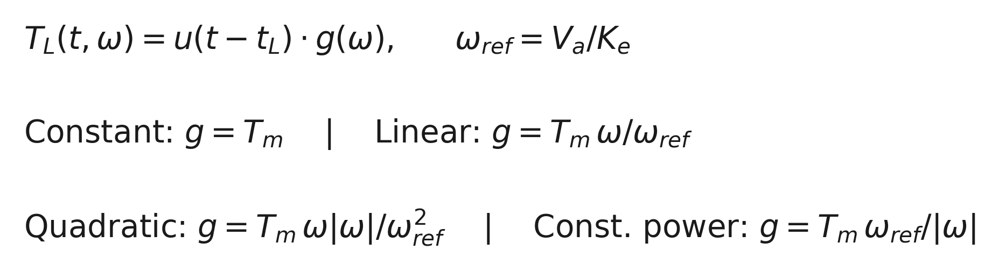 T_L(t, ω) = u(t − t_L) · g(ω),    ω_ref = V_a/K_e
Constant: g = T_m  |  Linear: g = T_m ω/ω_ref
Quadratic: g = T_m ω|ω|/ω_ref^2  |  Const. power: g = T_m ω_ref/|ω|